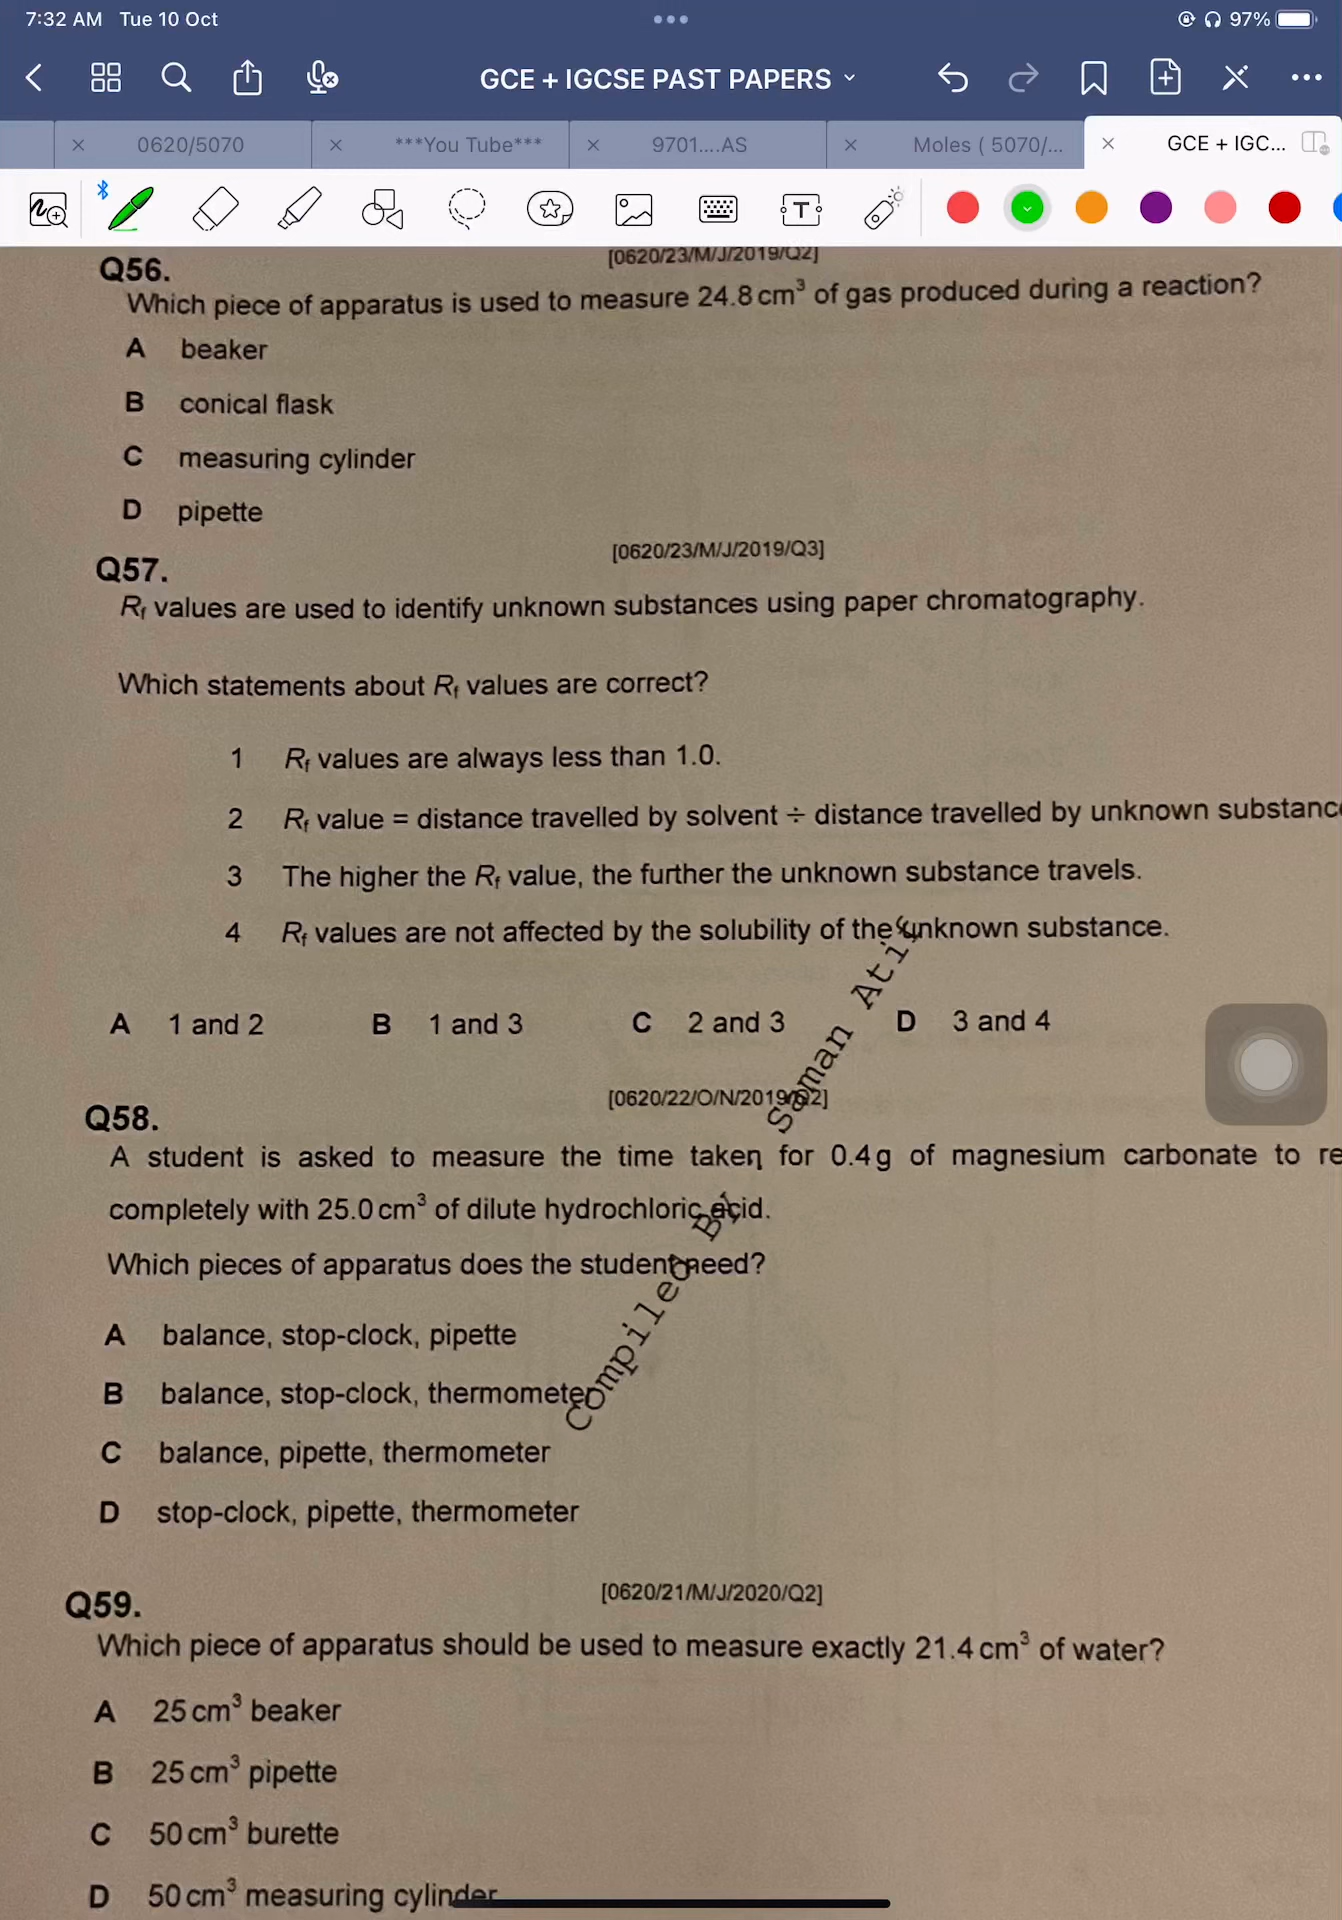 7:32 AM Tue 10 Oct
97%
GCE + IGCSE PAST PAPERS
0620/5070
***You Tube***
9701....AS
Moles ( 5070/...
GCE + IGC...
[0620/23/M/J/2019/Q2]
Q56.
Which piece of apparatus is used to measure 24.8 cm³ of gas produced during a reaction?
A beaker
B conical flask
C measuring cylinder
D pipette
[0620/23/M/J/2019/Q3]
Q57.
Rf values are used to identify unknown substances using paper chromatography.
Which statements about Rf values are correct?
1 Rf values are always less than 1.0.
2 Rf value = distance travelled by solvent ÷ distance travelled by unknown substanc
3 The higher the Rf value, the further the unknown substance travels.
4 Rf values are not affected by the solubility of the unknown substance.
A 1 and 2 B 1 and 3 C 2 and 3 D 3 and 4
[0620/22/O/N/2019/Q2]
Q58.
A student is asked to measure the time taken for 0.4 g of magnesium carbonate to re
completely with 25.0 cm³ of dilute hydrochloric acid.
Which pieces of apparatus does the student need?
A balance, stop-clock, pipette
B balance, stop-clock, thermometer
C balance, pipette, thermometer
D stop-clock, pipette, thermometer
Compiled By Saman Atif
[0620/21/M/J/2020/Q2]
Q59.
Which piece of apparatus should be used to measure exactly 21.4 cm³ of water?
A 25 cm³ beaker
B 25 cm³ pipette
C 50 cm³ burette
D 50 cm³ measuring cylinder